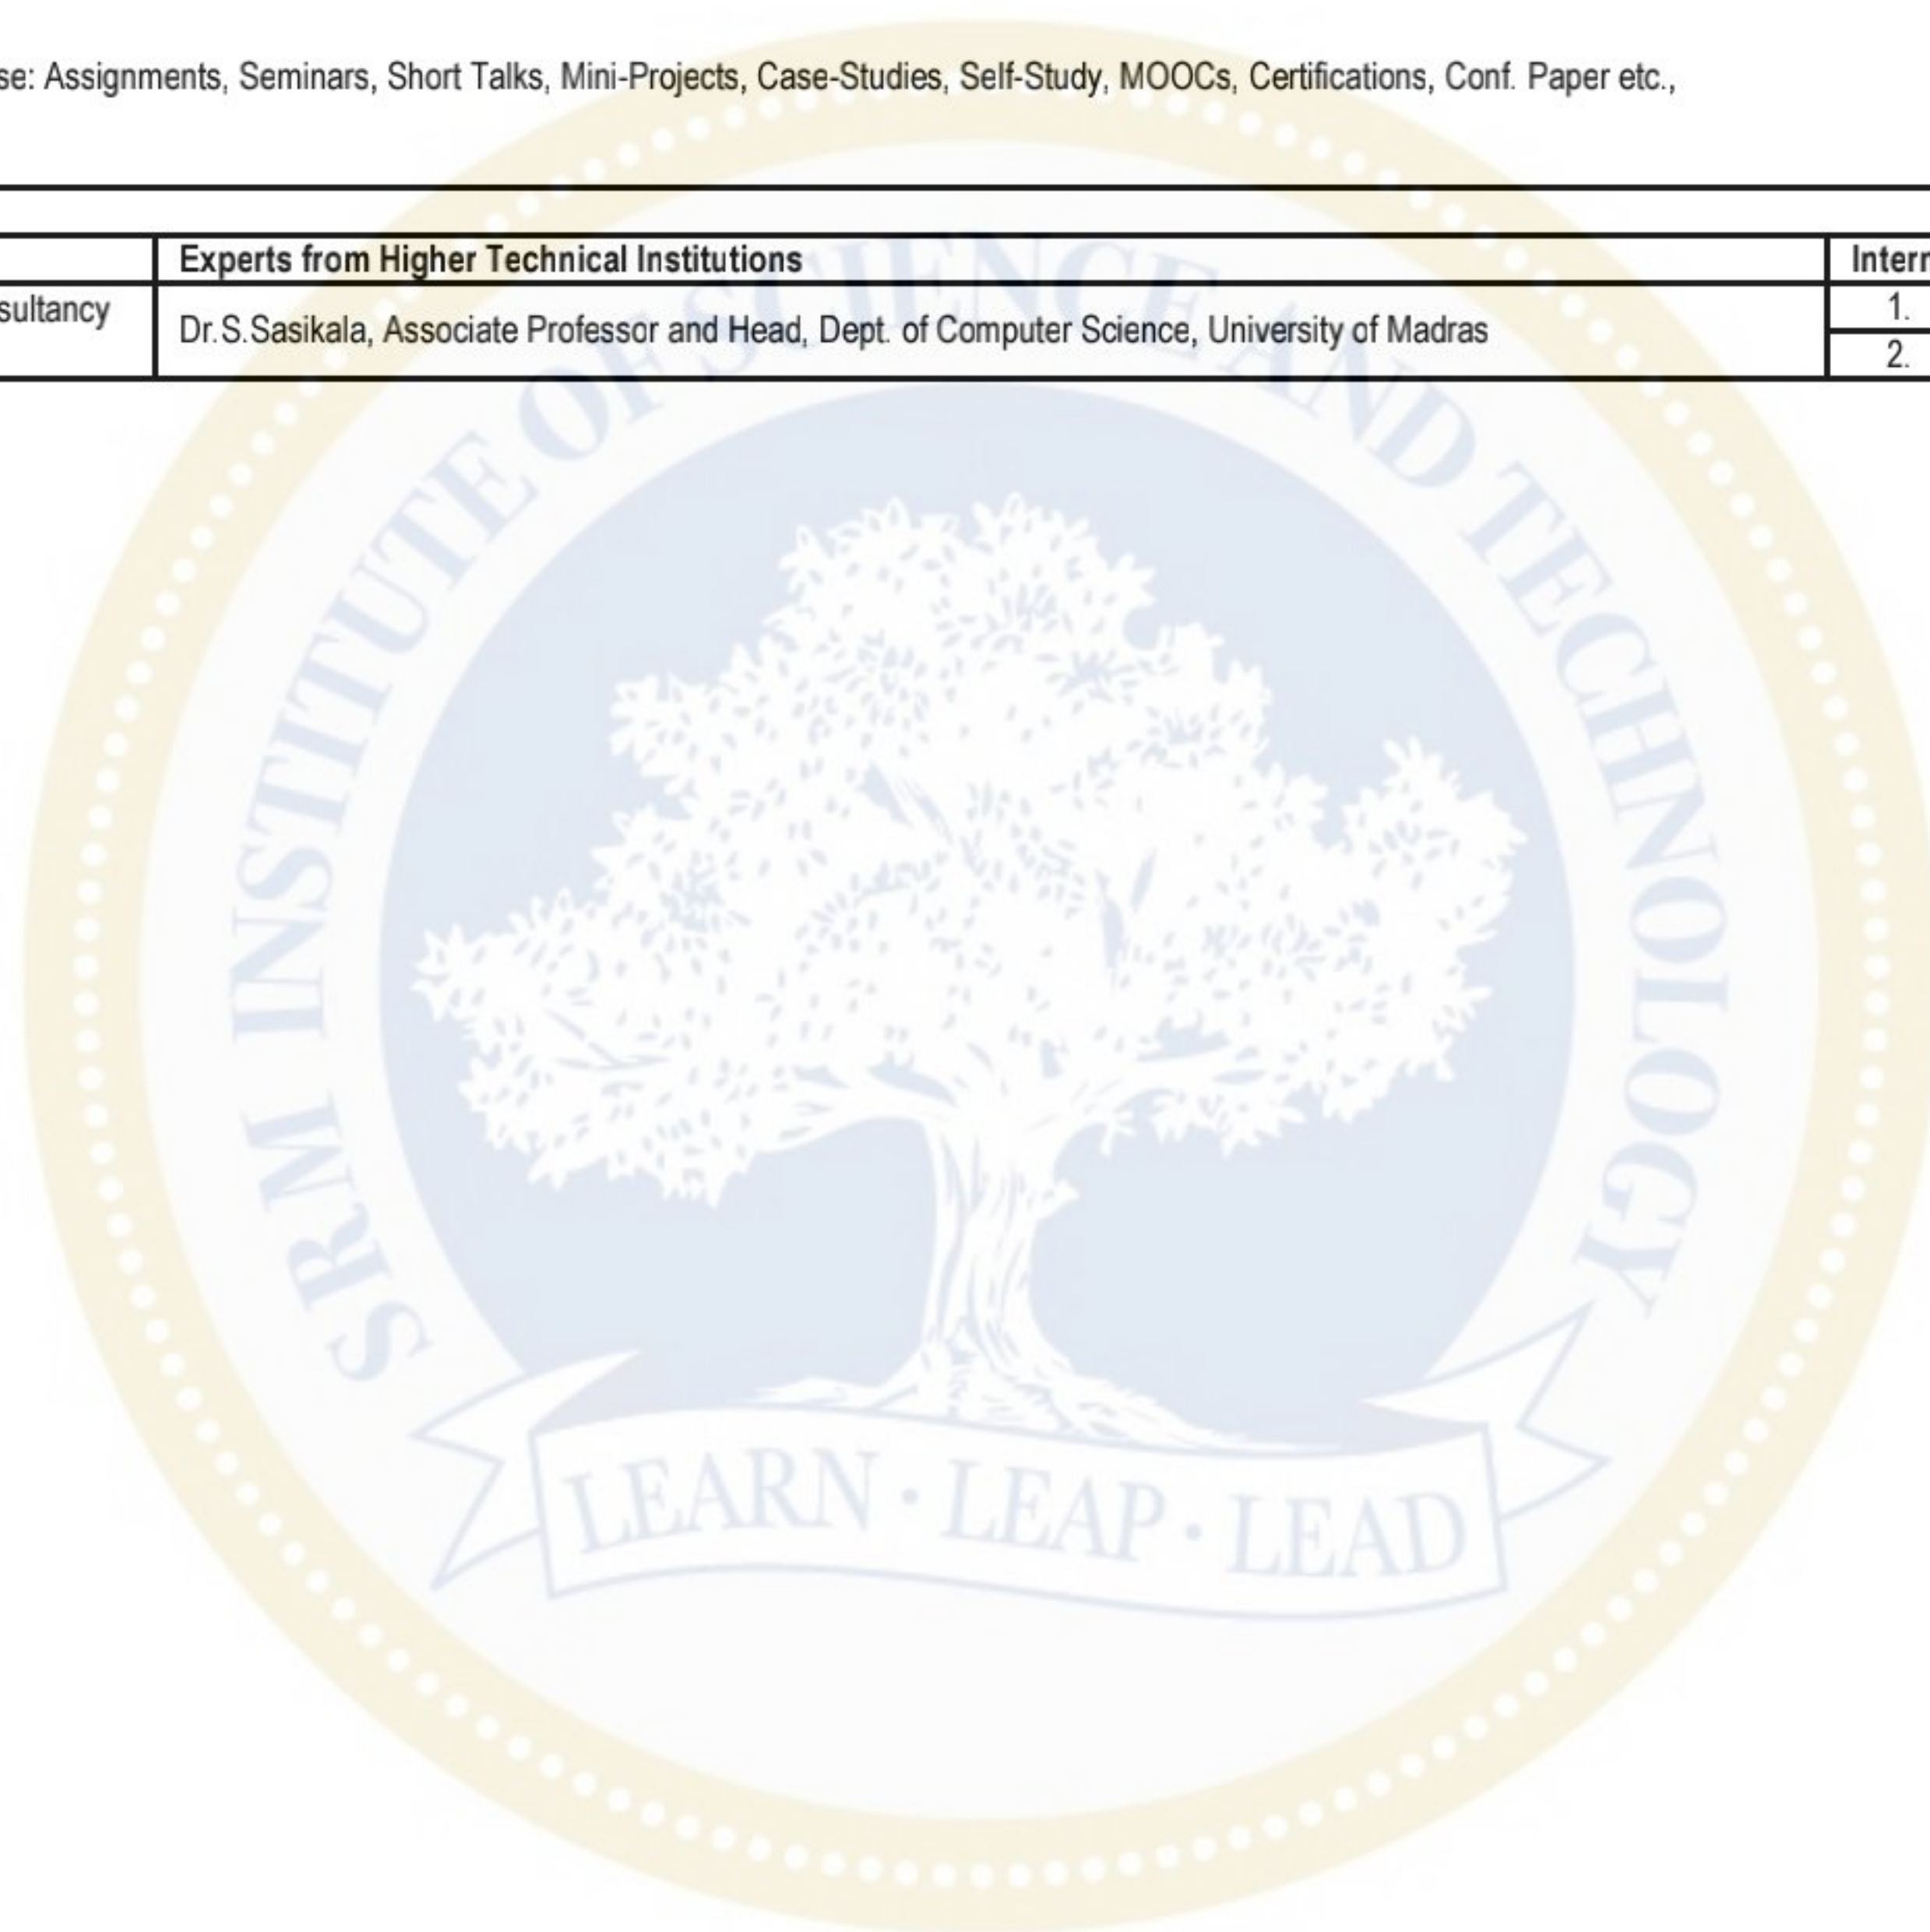 se: Assignments, Seminars, Short Talks, Mini-Projects, Case-Studies, Self-Study, MOOCs, Certifications, Conf. Paper etc.,
Experts from Higher Technical Institutions
Intern
sultancy
Dr.S.Sasikala, Associate Professor and Head, Dept. of Computer Science, University of Madras
1.
2.
SRM INSTITUTE OF SCIENCE AND TECHNOLOGY
LEARN · LEAP · LEAD